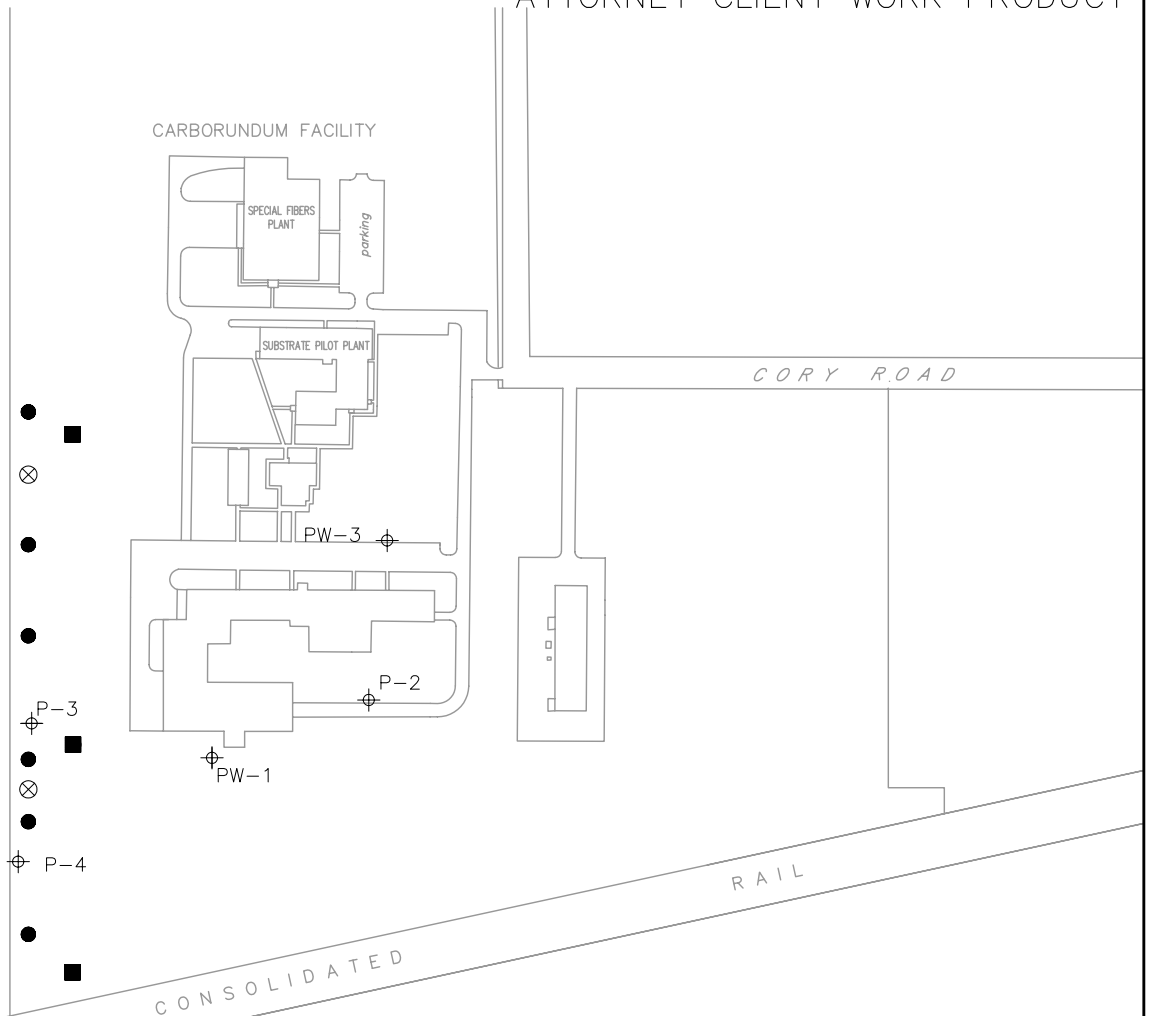 ATTORNEY CLIENT WORK PRODUCT
CARBORUNDUM FACILITY
SPECIAL FIBERS
PLANT
parking
SUBSTRATE PILOT PLANT
CORY ROAD
PW-3
P-2
P-3
PW-1
P-4
RAIL
CONSOLIDATED